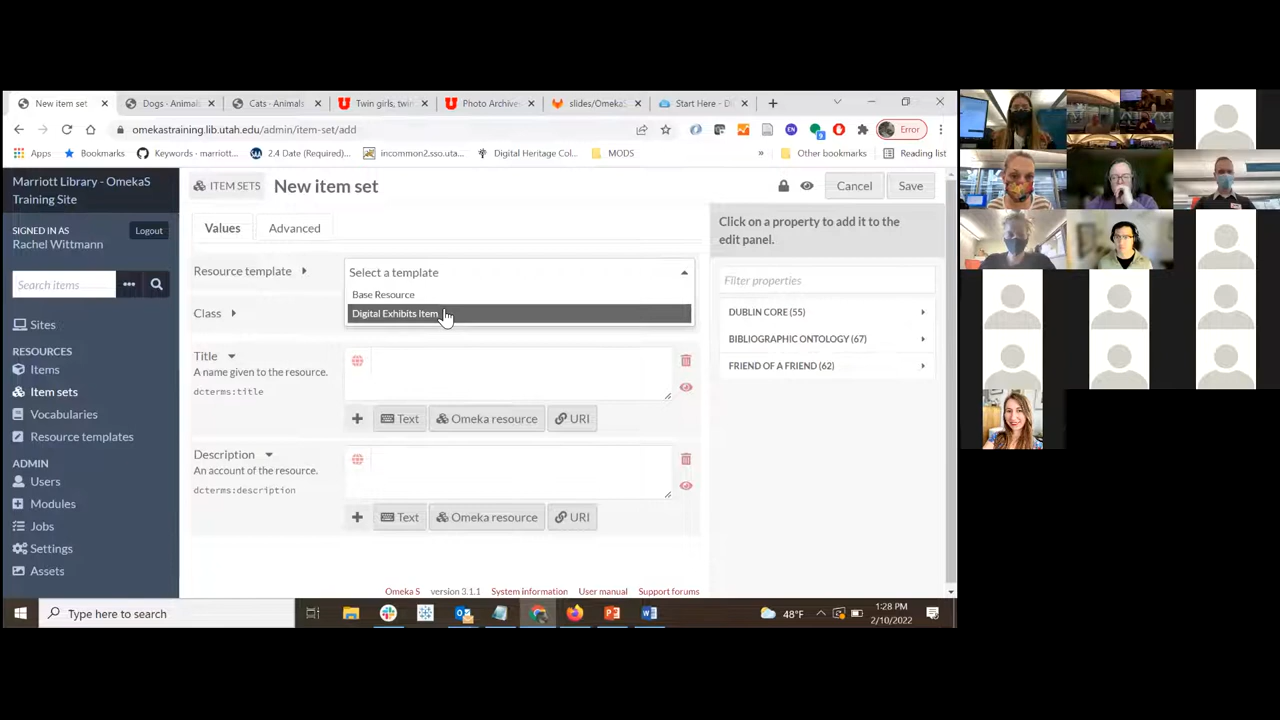 New item set
Dogs - Animals
Cats - Animals
Twin girls, twin
Photo Archive
slides/OmekaS
Start Here - D
omekastraining.lib.utah.edu/admin/item-set/add
Error
Apps
Bookmarks
Keywords - marriott...
2.4 Date (Required)...
incommon2.sso.uta...
Digital Heritage Col...
MODS
»
Other bookmarks
Reading list
Marriott Library - OmekaS
Training Site
SIGNED IN AS
Rachel Wittmann
Logout
Search items
Sites
RESOURCES
Items
Item sets
Vocabularies
Resource templates
ADMIN
Users
Modules
Jobs
Settings
Assets
ITEM SETS
New item set
Cancel
Save
Values
Advanced
Resource template
Select a template
Base Resource
Digital Exhibits Item
Class
Title
A name given to the resource.
dcterms:title
Text
Omeka resource
URI
Description
An account of the resource.
dcterms:description
Text
Omeka resource
URI
Click on a property to add it to the
edit panel.
Filter properties
DUBLIN CORE (55)
BIBLIOGRAPHIC ONTOLOGY (67)
FRIEND OF A FRIEND (62)
Omeka S version 3.1.1 System information User manual Support forums
Type here to search
48°F
1:28 PM
2/10/2022